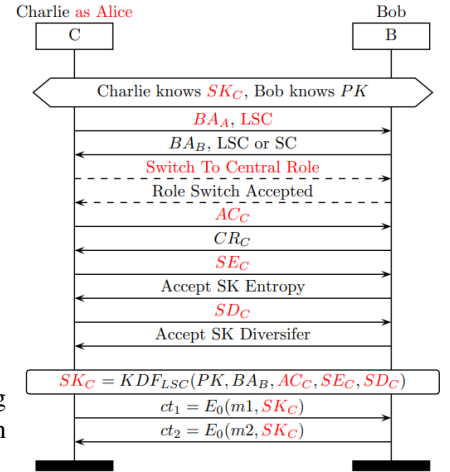 Charlie as Alice
Bob
C
B
Charlie knows SK_C, Bob knows PK
BA_A, LSC
BA_B, LSC or SC
Switch To Central Role
Role Switch Accepted
AC_C
CR_C
SE_C
Accept SK Entropy
SD_C
Accept SK Diversifer
SK_C = KDF_{LSC}(PK, BA_B, AC_C, SE_C, SD_C)
g
ct_1 = E_0(m1, SK_C)
n
ct_2 = E_0(m2, SK_C)